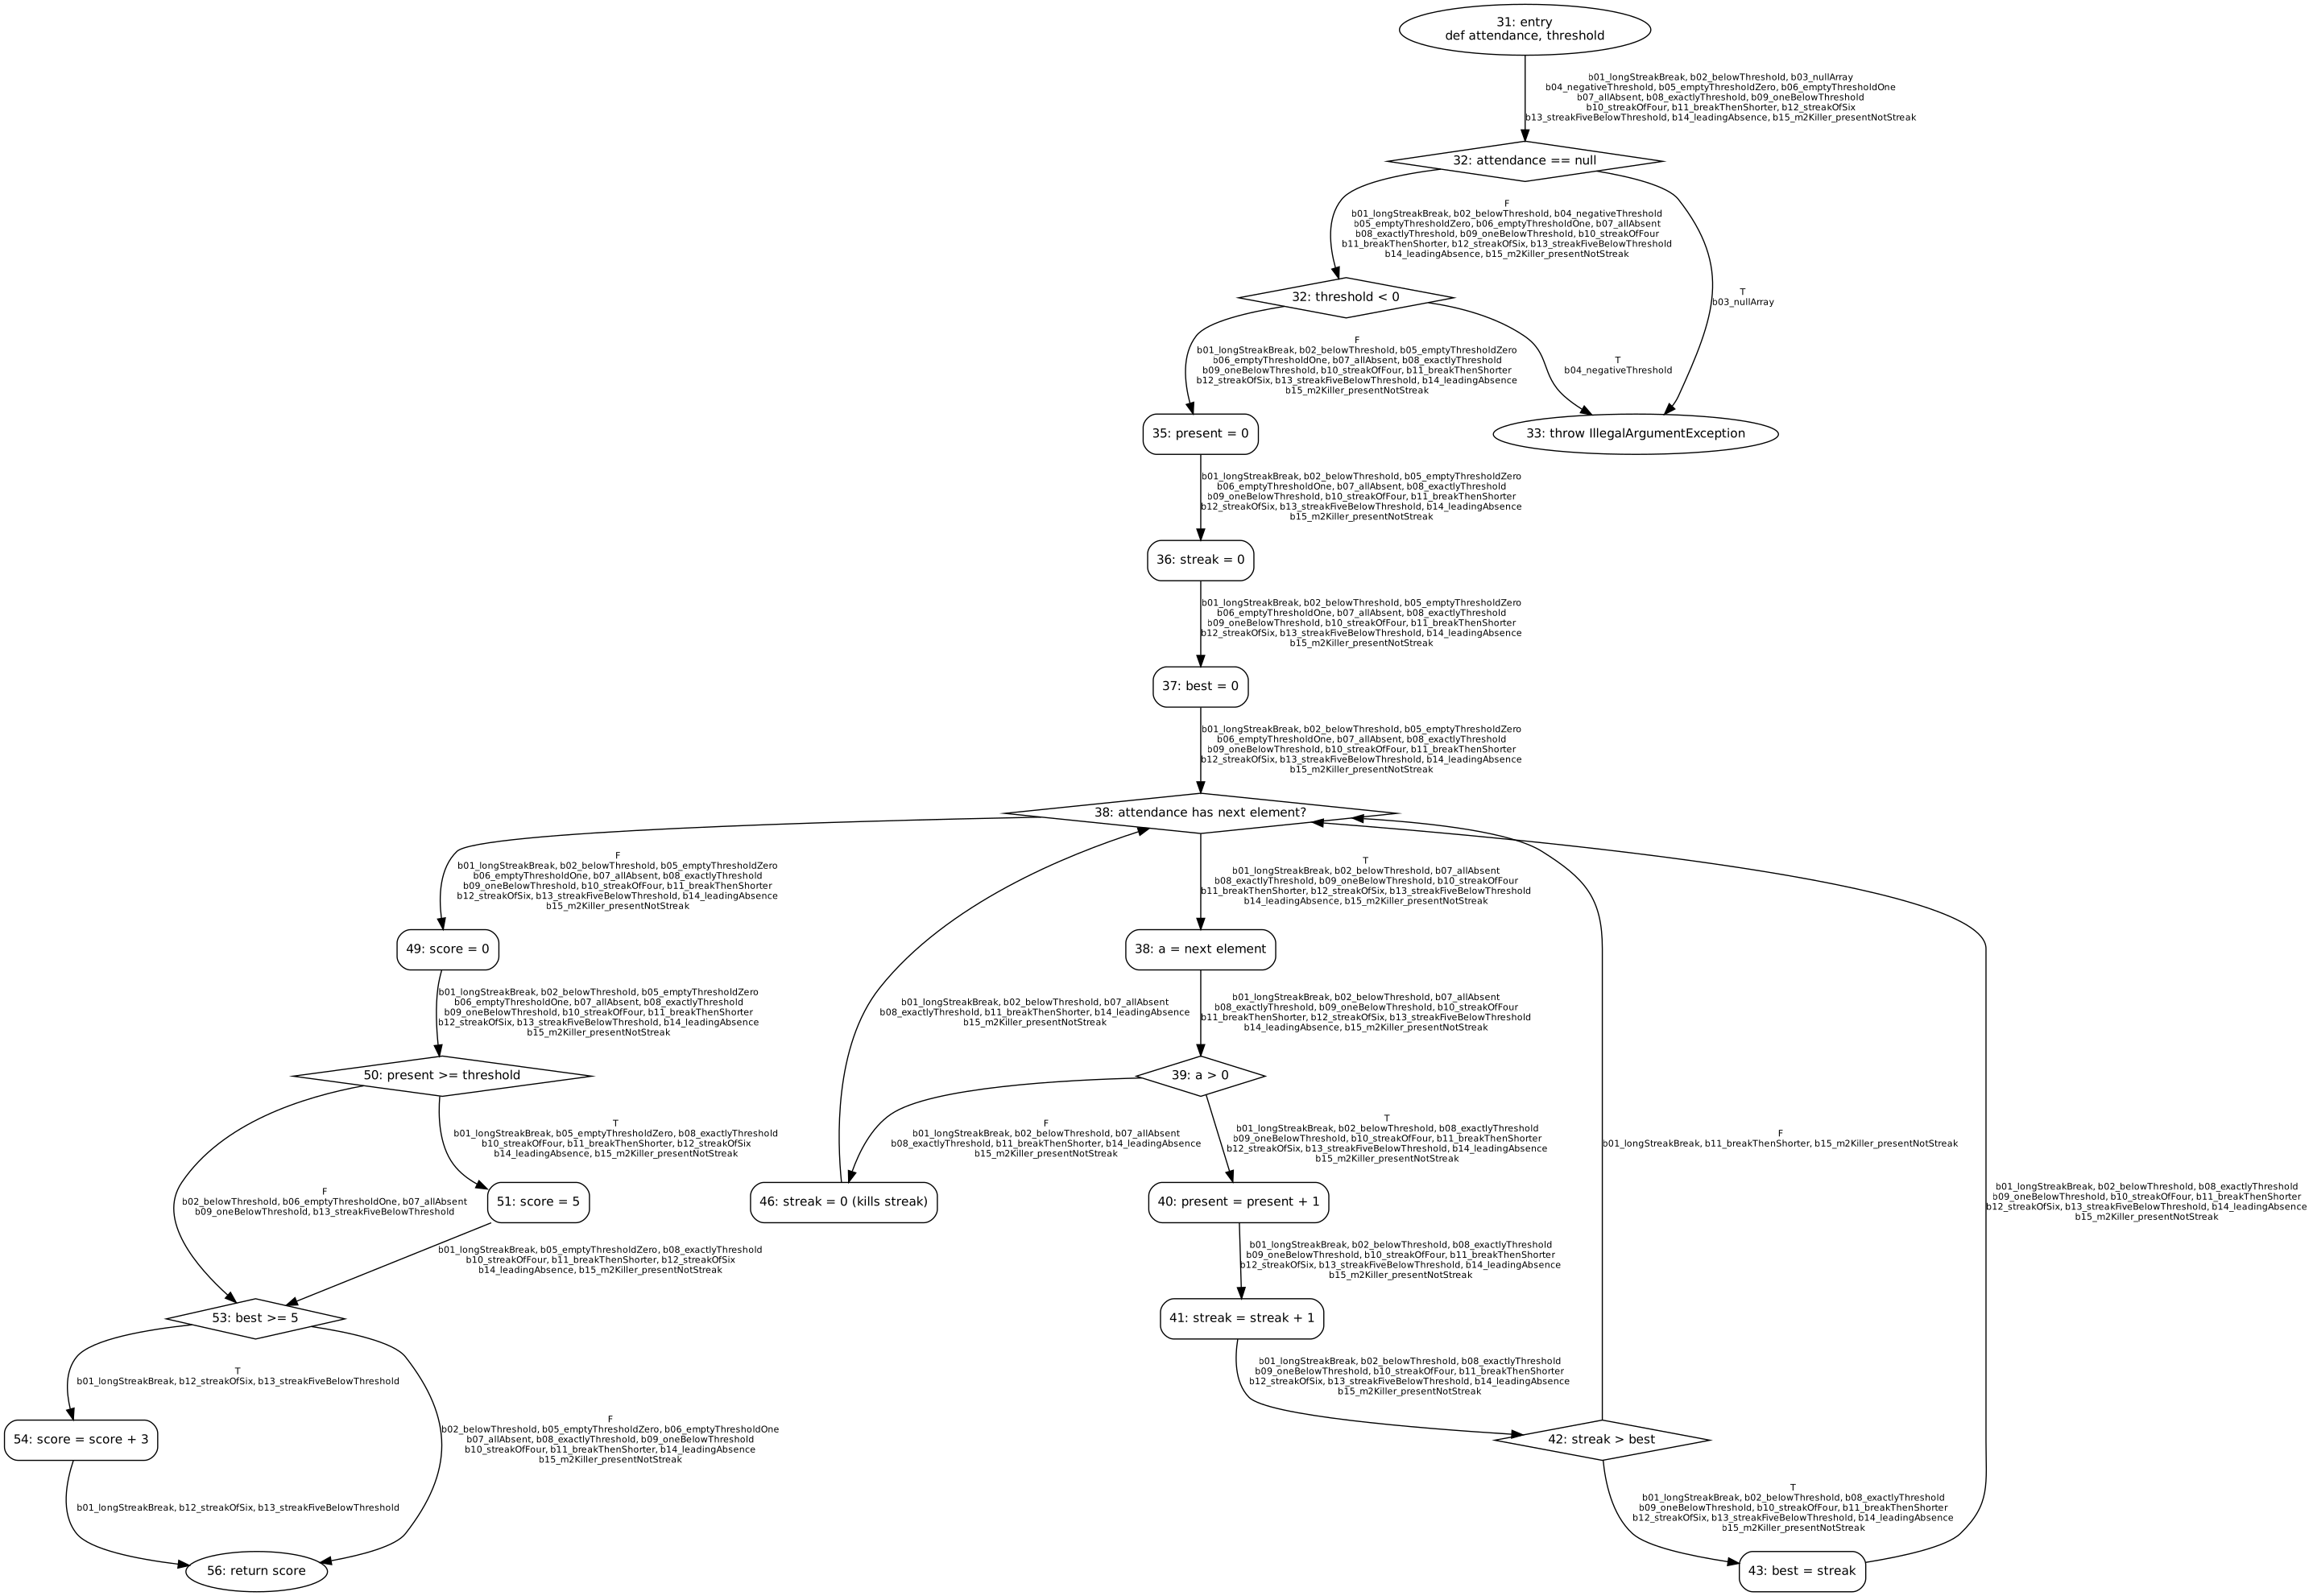 31: entry
def attendance, threshold
b01_longStreakBreak, b02_belowThreshold, b03_nullArray
b04_negativeThreshold, b05_emptyThresholdZero, b06_emptyThresholdOne
b07_allAbsent, b08_exactlyThreshold, b09_oneBelowThreshold
b10_streakOfFour, b11_breakThenShorter, b12_streakOfSix
b13_streakFiveBelowThreshold, b14_leadingAbsence, b15_m2Killer_presentNotStreak
32: attendance == null
F
b01_longStreakBreak, b02_belowThreshold, b04_negativeThreshold
b05_emptyThresholdZero, b06_emptyThresholdOne, b07_allAbsent
b08_exactlyThreshold, b09_oneBelowThreshold, b10_streakOfFour
b11_breakThenShorter, b12_streakOfSix, b13_streakFiveBelowThreshold
b14_leadingAbsence, b15_m2Killer_presentNotStreak
T
b03_nullArray
32: threshold < 0
F
b01_longStreakBreak, b02_belowThreshold, b05_emptyThresholdZero
b06_emptyThresholdOne, b07_allAbsent, b08_exactlyThreshold
b09_oneBelowThreshold, b10_streakOfFour, b11_breakThenShorter
b12_streakOfSix, b13_streakFiveBelowThreshold, b14_leadingAbsence
b15_m2Killer_presentNotStreak
T
b04_negativeThreshold
35: present = 0
33: throw IllegalArgumentException
b01_longStreakBreak, b02_belowThreshold, b05_emptyThresholdZero
b06_emptyThresholdOne, b07_allAbsent, b08_exactlyThreshold
b09_oneBelowThreshold, b10_streakOfFour, b11_breakThenShorter
b12_streakOfSix, b13_streakFiveBelowThreshold, b14_leadingAbsence
b15_m2Killer_presentNotStreak
36: streak = 0
b01_longStreakBreak, b02_belowThreshold, b05_emptyThresholdZero
b06_emptyThresholdOne, b07_allAbsent, b08_exactlyThreshold
b09_oneBelowThreshold, b10_streakOfFour, b11_breakThenShorter
b12_streakOfSix, b13_streakFiveBelowThreshold, b14_leadingAbsence
b15_m2Killer_presentNotStreak
37: best = 0
b01_longStreakBreak, b02_belowThreshold, b05_emptyThresholdZero
b06_emptyThresholdOne, b07_allAbsent, b08_exactlyThreshold
b09_oneBelowThreshold, b10_streakOfFour, b11_breakThenShorter
b12_streakOfSix, b13_streakFiveBelowThreshold, b14_leadingAbsence
b15_m2Killer_presentNotStreak
38: attendance has next element?
F
b01_longStreakBreak, b02_belowThreshold, b05_emptyThresholdZero
b06_emptyThresholdOne, b07_allAbsent, b08_exactlyThreshold
b09_oneBelowThreshold, b10_streakOfFour, b11_breakThenShorter
b12_streakOfSix, b13_streakFiveBelowThreshold, b14_leadingAbsence
b15_m2Killer_presentNotStreak
T
b01_longStreakBreak, b02_belowThreshold, b07_allAbsent
b08_exactlyThreshold, b09_oneBelowThreshold, b10_streakOfFour
b11_breakThenShorter, b12_streakOfSix, b13_streakFiveBelowThreshold
b14_leadingAbsence, b15_m2Killer_presentNotStreak
49: score = 0
38: a = next element
b01_longStreakBreak, b02_belowThreshold, b05_emptyThresholdZero
b06_emptyThresholdOne, b07_allAbsent, b08_exactlyThreshold
b09_oneBelowThreshold, b10_streakOfFour, b11_breakThenShorter
b12_streakOfSix, b13_streakFiveBelowThreshold, b14_leadingAbsence
b15_m2Killer_presentNotStreak
b01_longStreakBreak, b02_belowThreshold, b07_allAbsent
b08_exactlyThreshold, b11_breakThenShorter, b14_leadingAbsence
b15_m2Killer_presentNotStreak
b01_longStreakBreak, b02_belowThreshold, b07_allAbsent
b08_exactlyThreshold, b09_oneBelowThreshold, b10_streakOfFour
b11_breakThenShorter, b12_streakOfSix, b13_streakFiveBelowThreshold
b14_leadingAbsence, b15_m2Killer_presentNotStreak
50: present >= threshold
39: a > 0
T
b01_longStreakBreak, b05_emptyThresholdZero, b08_exactlyThreshold
b10_streakOfFour, b11_breakThenShorter, b12_streakOfSix
b14_leadingAbsence, b15_m2Killer_presentNotStreak
F
b01_longStreakBreak, b02_belowThreshold, b07_allAbsent
b08_exactlyThreshold, b11_breakThenShorter, b14_leadingAbsence
b15_m2Killer_presentNotStreak
T
b01_longStreakBreak, b02_belowThreshold, b08_exactlyThreshold
b09_oneBelowThreshold, b10_streakOfFour, b11_breakThenShorter
b12_streakOfSix, b13_streakFiveBelowThreshold, b14_leadingAbsence
b15_m2Killer_presentNotStreak
F
b01_longStreakBreak, b11_breakThenShorter, b15_m2Killer_presentNotStreak
F
b02_belowThreshold, b06_emptyThresholdOne, b07_allAbsent
b09_oneBelowThreshold, b13_streakFiveBelowThreshold
51: score = 5
46: streak = 0 (kills streak)
40: present = present + 1
b01_longStreakBreak, b02_belowThreshold, b08_exactlyThreshold
b09_oneBelowThreshold, b10_streakOfFour, b11_breakThenShorter
b12_streakOfSix, b13_streakFiveBelowThreshold, b14_leadingAbsence
b15_m2Killer_presentNotStreak
b01_longStreakBreak, b05_emptyThresholdZero, b08_exactlyThreshold
b10_streakOfFour, b11_breakThenShorter, b12_streakOfSix
b14_leadingAbsence, b15_m2Killer_presentNotStreak
b01_longStreakBreak, b02_belowThreshold, b08_exactlyThreshold
b09_oneBelowThreshold, b10_streakOfFour, b11_breakThenShorter
b12_streakOfSix, b13_streakFiveBelowThreshold, b14_leadingAbsence
b15_m2Killer_presentNotStreak
53: best >= 5
41: streak = streak + 1
T
b01_longStreakBreak, b12_streakOfSix, b13_streakFiveBelowThreshold
b01_longStreakBreak, b02_belowThreshold, b08_exactlyThreshold
b09_oneBelowThreshold, b10_streakOfFour, b11_breakThenShorter
b12_streakOfSix, b13_streakFiveBelowThreshold, b14_leadingAbsence
b15_m2Killer_presentNotStreak
54: score = score + 3
F
b02_belowThreshold, b05_emptyThresholdZero, b06_emptyThresholdOne
b07_allAbsent, b08_exactlyThreshold, b09_oneBelowThreshold
b10_streakOfFour, b11_breakThenShorter, b14_leadingAbsence
b15_m2Killer_presentNotStreak
42: streak > best
b01_longStreakBreak, b12_streakOfSix, b13_streakFiveBelowThreshold
T
b01_longStreakBreak, b02_belowThreshold, b08_exactlyThreshold
b09_oneBelowThreshold, b10_streakOfFour, b11_breakThenShorter
b12_streakOfSix, b13_streakFiveBelowThreshold, b14_leadingAbsence
b15_m2Killer_presentNotStreak
56: return score
43: best = streak